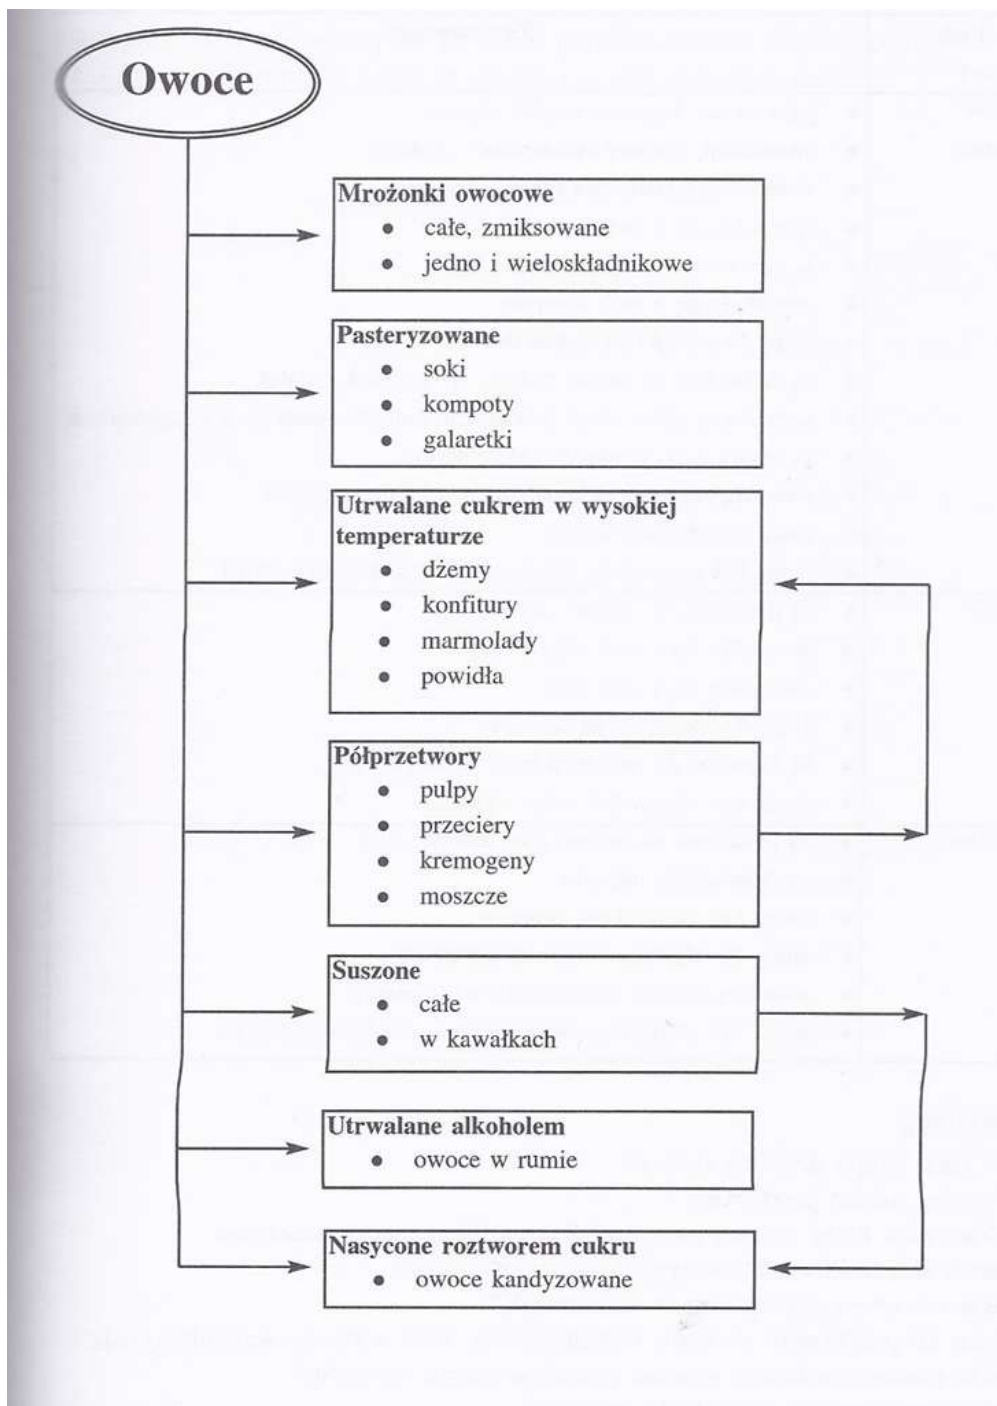 Owoce
Mrożonki owocowe
• całe, zmiksowane
• jedno i wieloskładnikowe
Pasteryzowane
• soki
• kompoty
• galaretki
Utrwalane cukrem w wysokiej
temperaturze
• dżemy
• konfitury
• marmolady
• powidła
Półprzetwory
• pulpy
• przeciery
• kremogeny
• moszcze
Suszone
• całe
• w kawałkach
Utrwalane alkoholem
• owoce w rumie
Nasycone roztworem cukru
• owoce kandyzowane